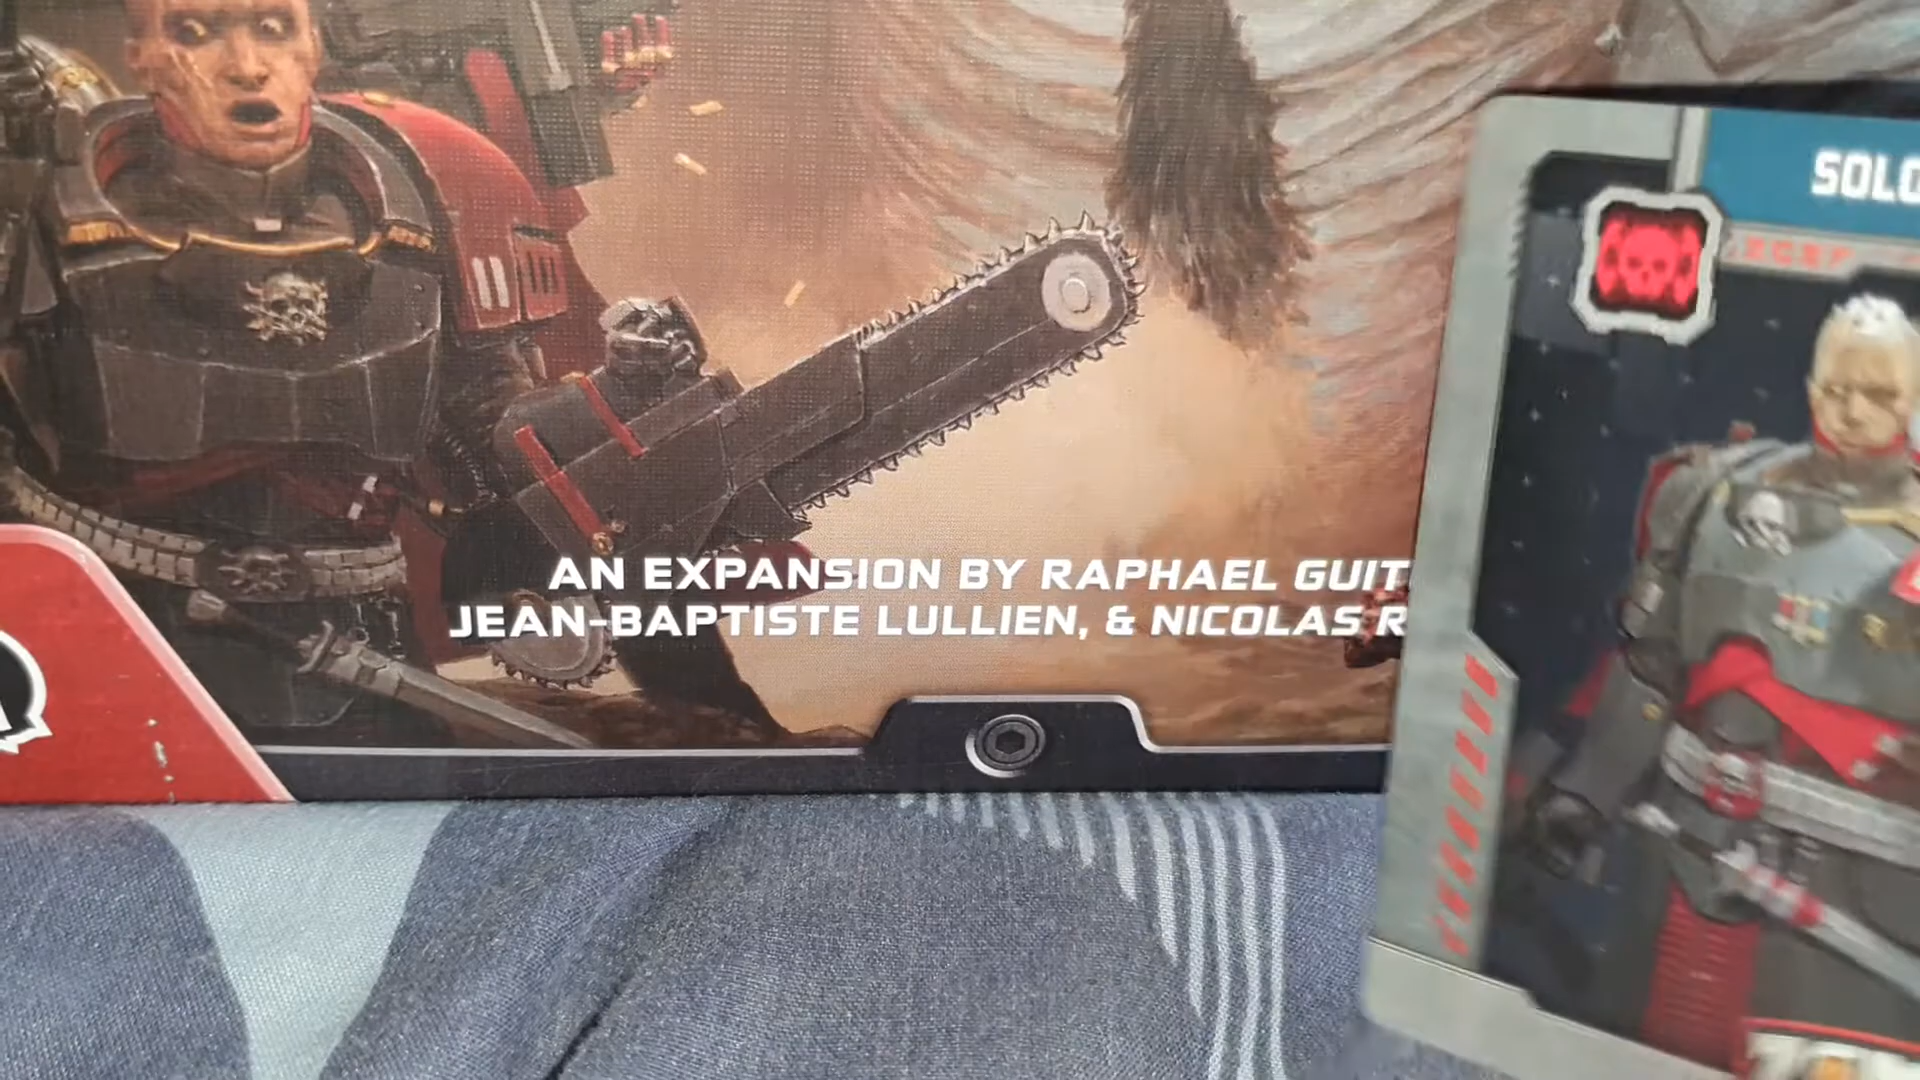 AN EXPANSION BY RAPHAEL GUIT
JEAN-BAPTISTE LULLIEN, & NICOLAS R
SOLO